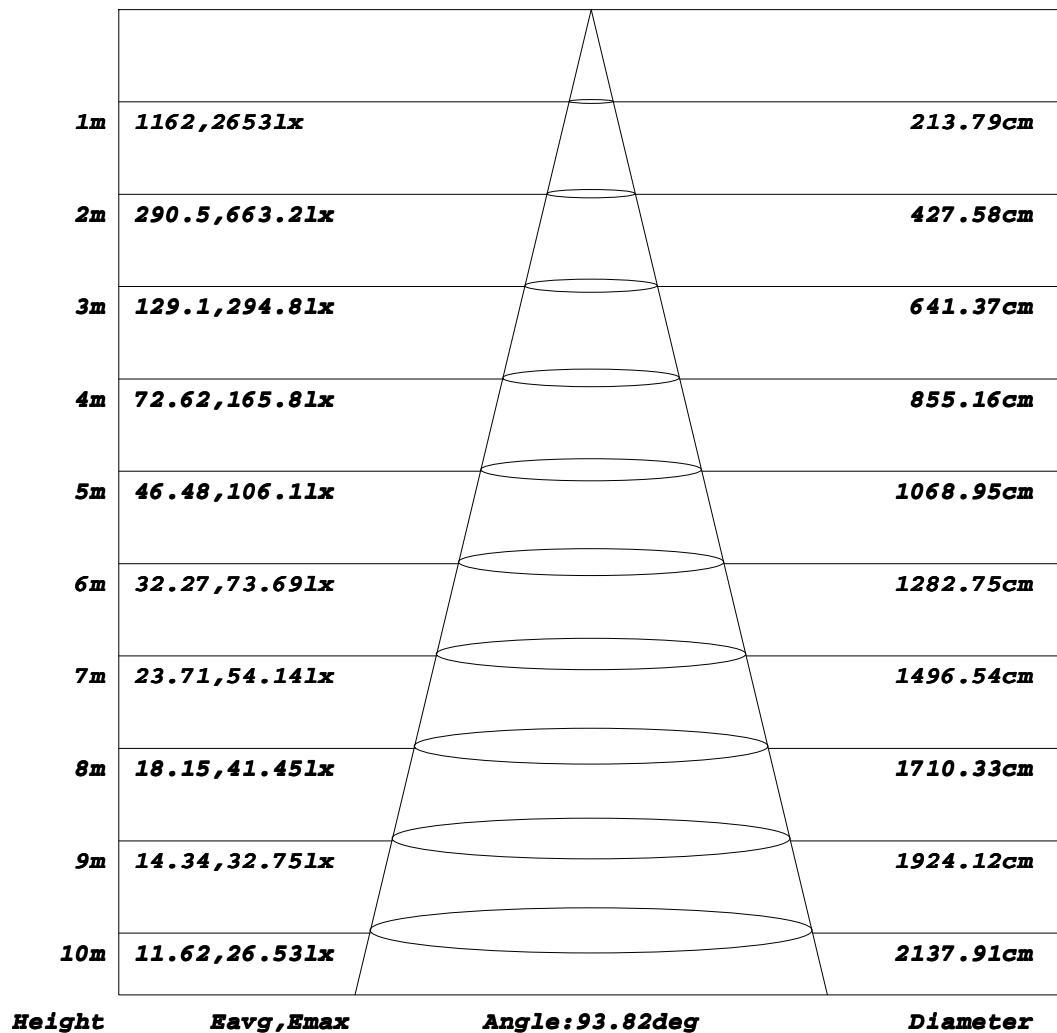 1m 1162,2653lx 213.79cm
2m 290.5,663.2lx 427.58cm
3m 129.1,294.8lx 641.37cm
4m 72.62,165.8lx 855.16cm
5m 46.48,106.1lx 1068.95cm
6m 32.27,73.69lx 1282.75cm
7m 23.71,54.14lx 1496.54cm
8m 18.15,41.45lx 1710.33cm
9m 14.34,32.75lx 1924.12cm
10m 11.62,26.53lx 2137.91cm
Height Eavg,Emax Angle:93.82deg Diameter